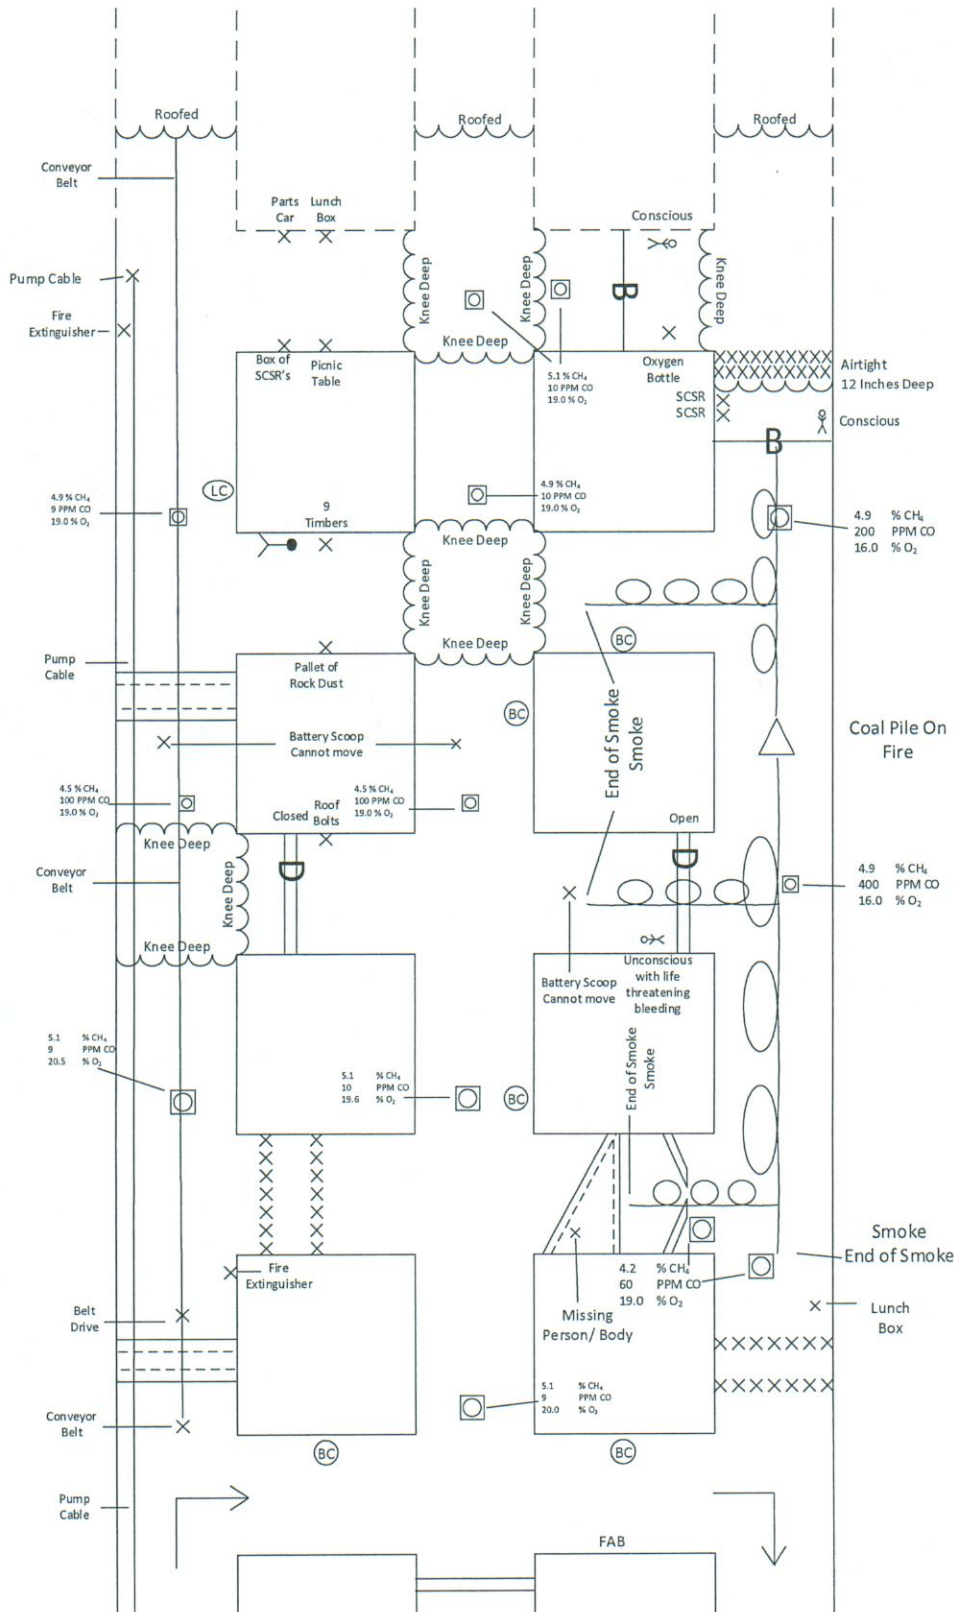 Roofed
Roofed
Roofed
Conveyor
Belt
Parts
Car
Lunch
Box
Conscious
Pump Cable
Fire
Extinguisher
Knee Deep
Knee Deep
Knee Deep
Knee Deep
B
Box of
SCSR's
Picnic
Table
5.1 % CH₄
10 PPM CO
19.0 % O₂
Oxygen
Bottle
SCSR
SCSR
Airtight
12 Inches Deep
Conscious
B
LC
4.9 % CH₄
9 PPM CO
19.0 % O₂
9
Timbers
4.9 % CH₄
10 PPM CO
19.0 % O₂
4.9 % CH₄
200 PPM CO
16.0 % O₂
Knee Deep
Knee Deep
Knee Deep
Knee Deep
BC
Pump
Cable
Pallet of
Rock Dust
BC
End of Smoke
Smoke
Battery Scoop
Cannot move
Coal Pile On
Fire
4.5 % CH₄
100 PPM CO
19.0 % O₂
Closed
Roof
Bolts
4.5 % CH₄
100 PPM CO
19.0 % O₂
Open
Knee Deep
Knee Deep
Knee Deep
D
D
Conveyor
Belt
4.9 % CH₄
400 PPM CO
16.0 % O₂
Battery Scoop
Cannot move
Unconscious
with life
threatening
bleeding
End of Smoke
Smoke
5.1 % CH₄
9 PPM CO
20.5 % O₂
5.1 % CH₄
10 PPM CO
19.6 % O₂
BC
Smoke
End of Smoke
Fire
Extinguisher
4.2 % CH₄
60 PPM CO
19.0 % O₂
Belt
Drive
Missing
Person/ Body
Lunch
Box
5.1 % CH₄
9 PPM CO
20.0 % O₂
Conveyor
Belt
BC
BC
Pump
Cable
FAB